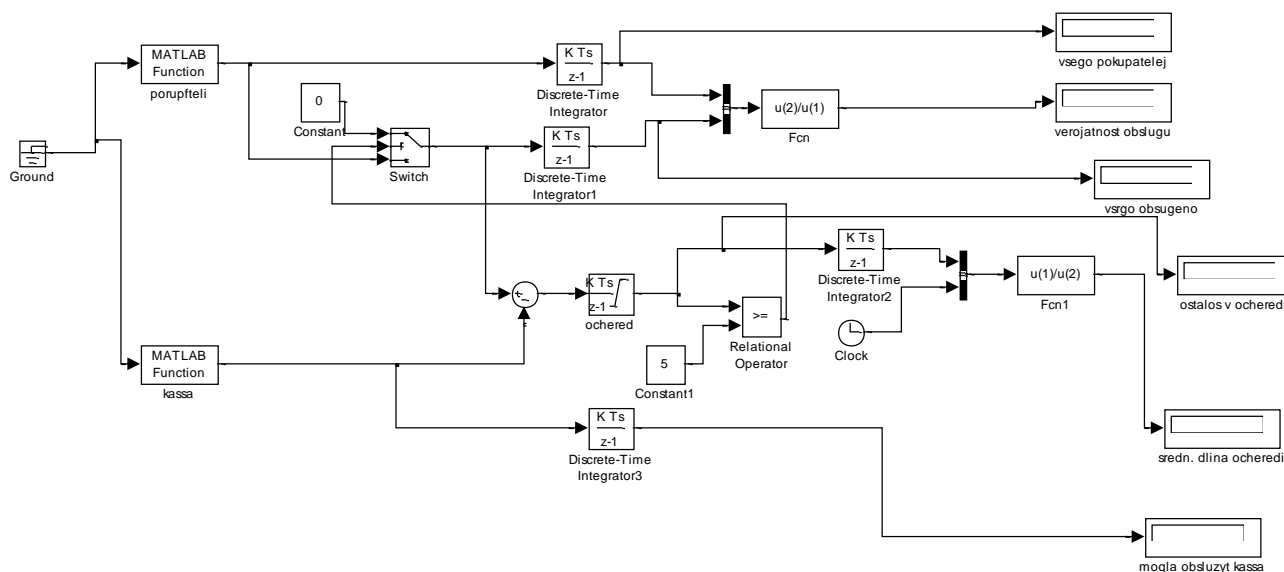 MATLAB
Function
porupfteli
K Ts
z-1
Discrete-Time
Integrator
vsego pokupatelej
0
Constant
u(2)/u(1)
Fcn
verojatnost obslugu
Ground
Switch
K Ts
z-1
Discrete-Time
Integrator1
vsrgo obsugeno
K Ts
z-1
ochered
K Ts
z-1
Discrete-Time
Integrator2
u(1)/u(2)
Fcn1
ostalos v ocheredi
>=
Relational
Operator
Clock
MATLAB
Function
kassa
5
Constant1
K Ts
z-1
Discrete-Time
Integrator3
sredn. dlina ocheredi
mogla obsluzyt kassa